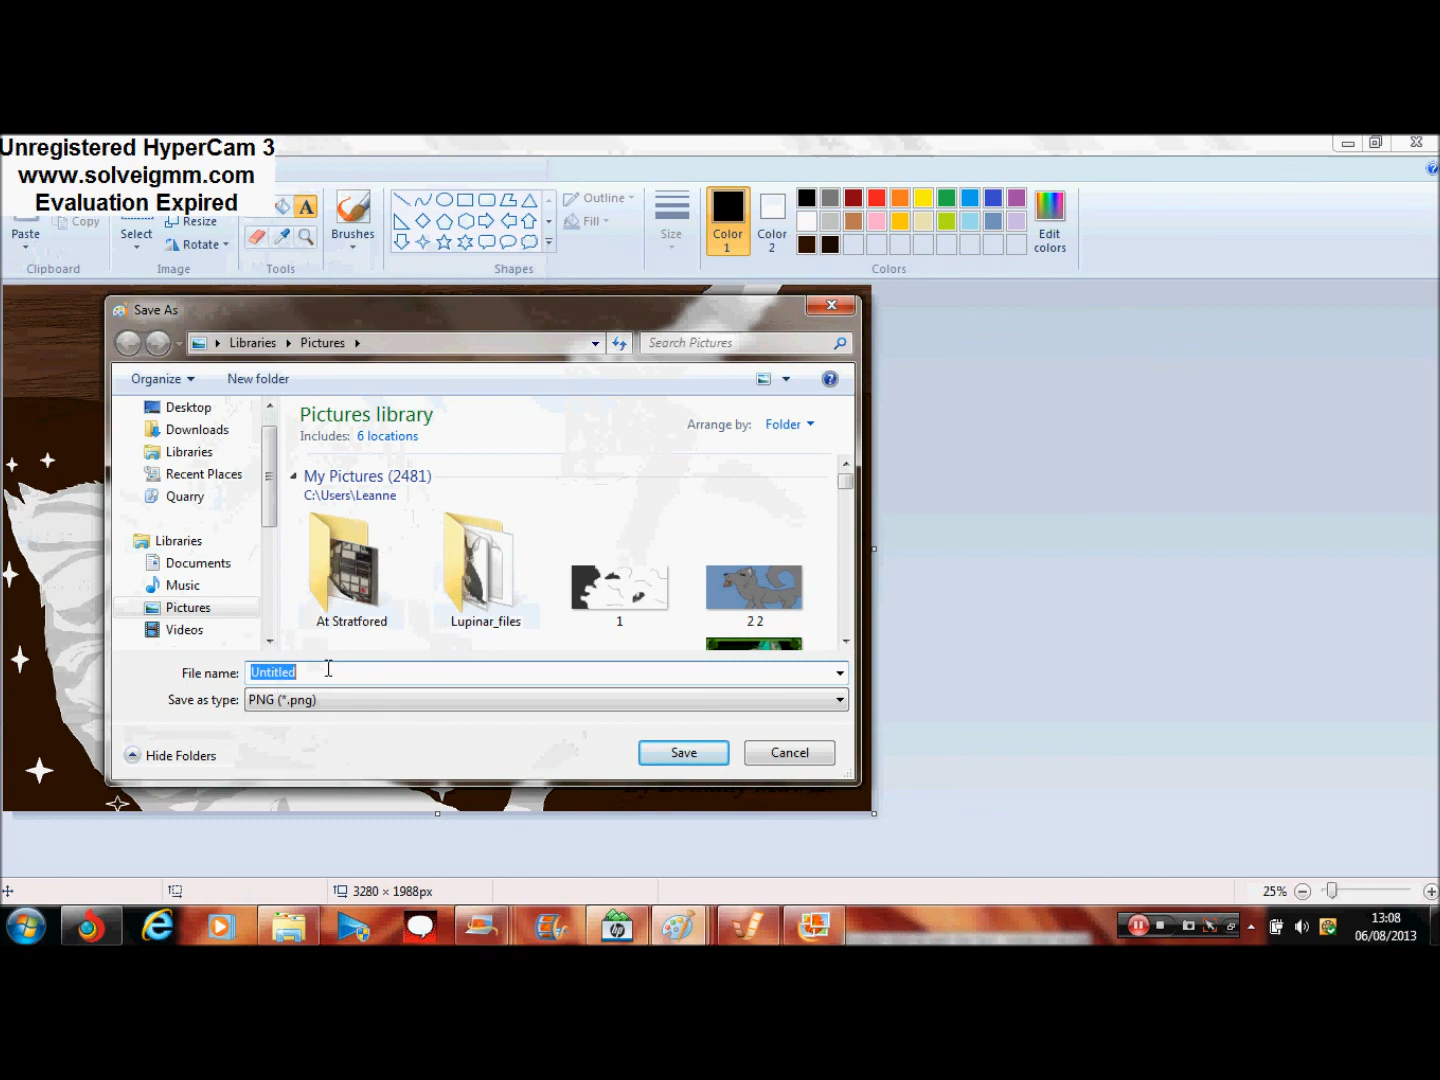 Unregistered HyperCam 3
www.solveigmm.com
Evaluation Expired
Paste
Copy
Select
Resize
Rotate
A
Brushes
Outline
Fill
Size
Color
1
Color
2
Edit
colors
Clipboard
Image
Tools
Shapes
Colors
Save As
Libraries
Pictures
Search Pictures
Organize
New folder
Desktop
Downloads
Libraries
Recent Places
Quarry
Libraries
Documents
Music
Pictures
Videos
Pictures library
Includes: 6 locations
Arrange by: Folder
My Pictures (2481)
C:\Users\Leanne
At Stratfored
Lupinar_files
1
2 2
File name: Untitled
Save as type: PNG (*.png)
Hide Folders
Save
Cancel
3280 × 1988px
25%
hp
13:08
06/08/2013